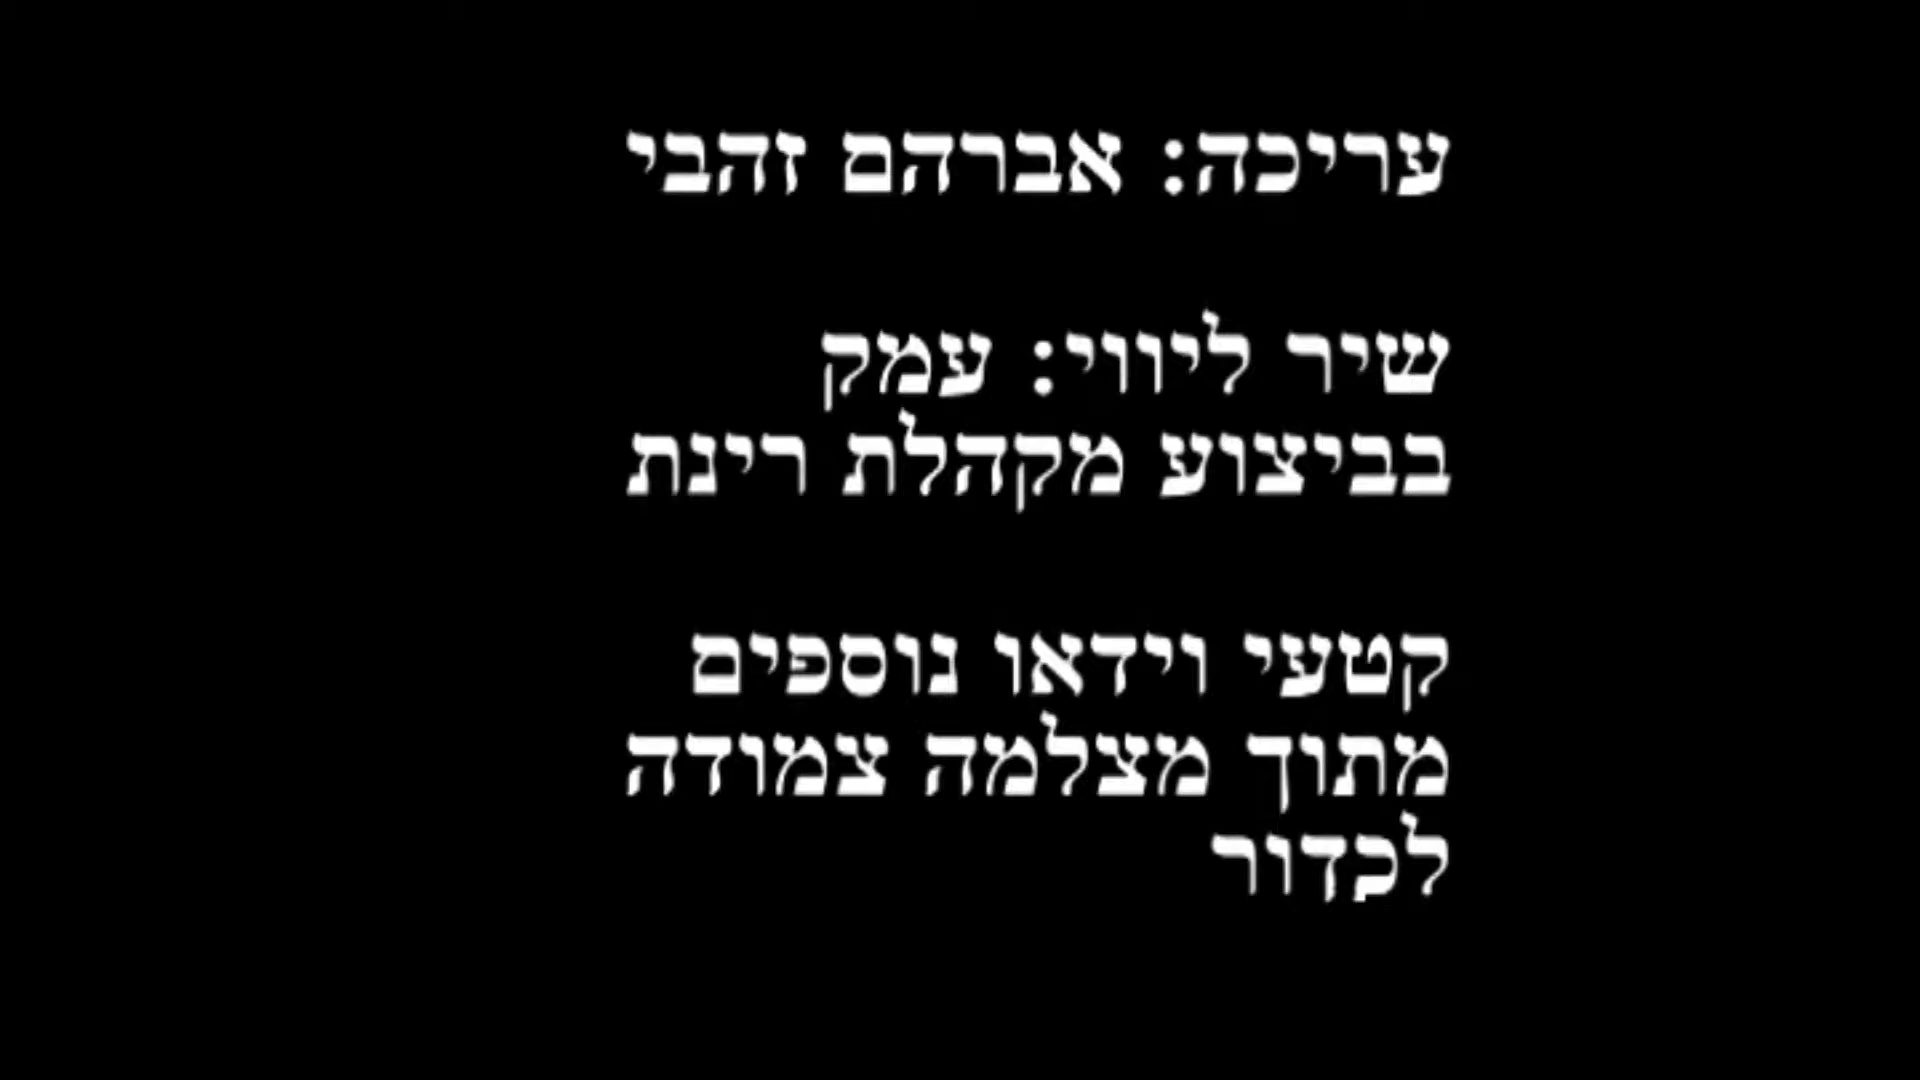 עריכה: אברהם זהבי
שיר ליווי: עמק
בביצוע מקהלת רינת
קטעי וידאו נוספים
מתוך מצלמה צמודה
לכדור